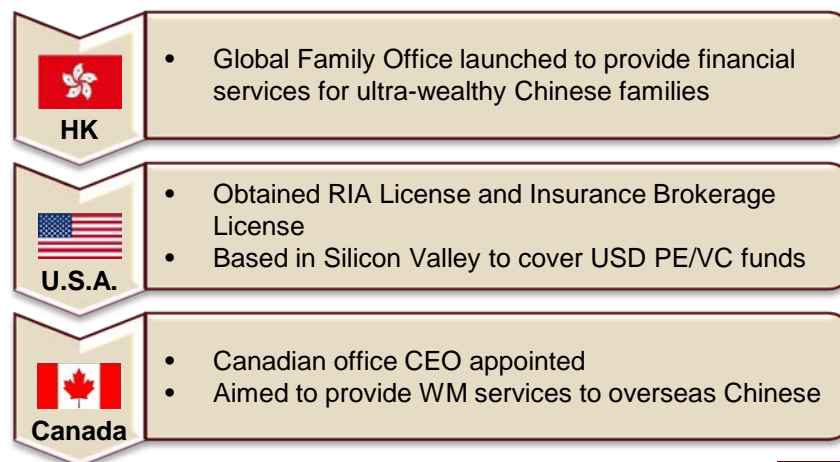 HK
• Global Family Office launched to provide financial
services for ultra-wealthy Chinese families
U.S.A.
• Obtained RIA License and Insurance Brokerage
License
• Based in Silicon Valley to cover USD PE/VC funds
Canada
• Canadian office CEO appointed
• Aimed to provide WM services to overseas Chinese